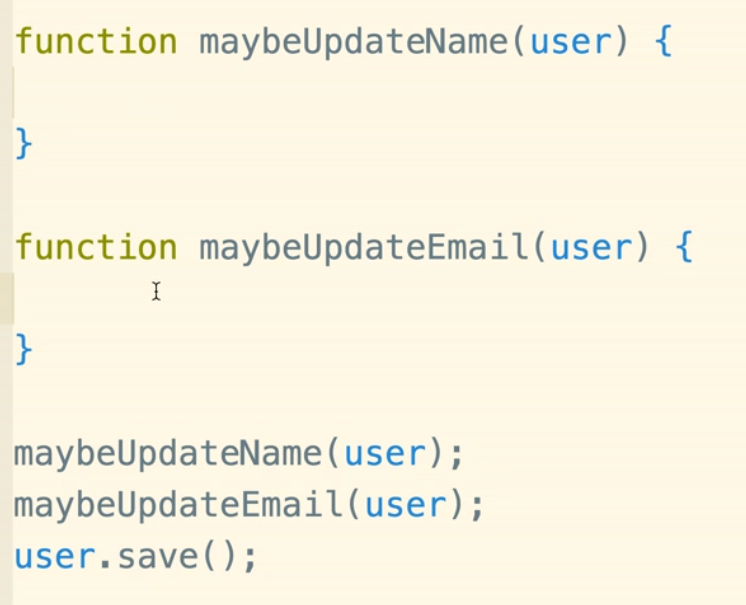 function maybeUpdateName(user) {
}
function maybeUpdateEmail(user) {
}
maybeUpdateName(user);
maybeUpdateEmail(user);
user.save();